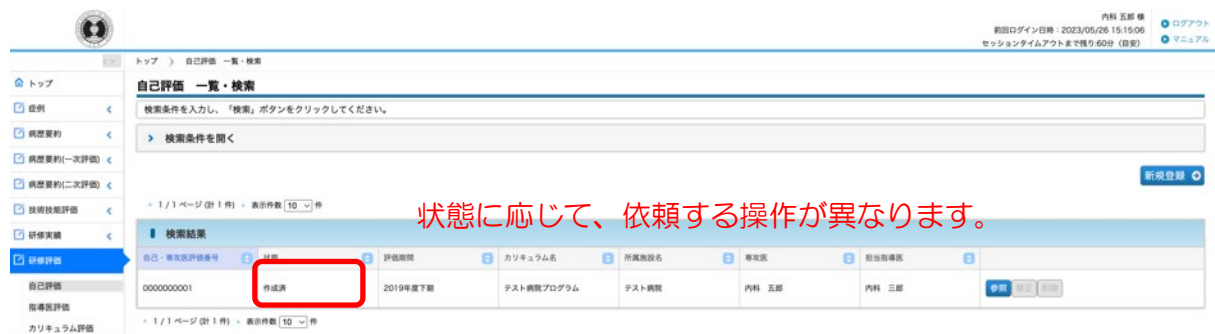 内科 五郎 様
前回ログイン日時：2023/05/26 15:15:06
セッションタイムアウトまで残り:60分（目安）
ログアウト
マニュアル
トップ 〉 自己評価 一覧・検索
トップ
症例
病歴要約
病歴要約(一次評価)
病歴要約(二次評価)
技術技能評価
研修実績
研修評価
自己評価
指導医評価
カリキュラム評価
自己評価 一覧・検索
検索条件を入力し、「検索」ボタンをクリックしてください。
検索条件を開く
新規登録
1 / 1 ページ (計 1 件) 表示件数 10 件
状態に応じて、依頼する操作が異なります。
検索結果
自己・専攻医評価番号 状態 評価期間 カリキュラム名 所属施設名 専攻医 担当指導医
0000000001 作成済 2019年度下期 テスト病院プログラム テスト病院 内科 五郎 内科 三郎 参照 修正 削除
1 / 1 ページ (計 1 件) 表示件数 10 件